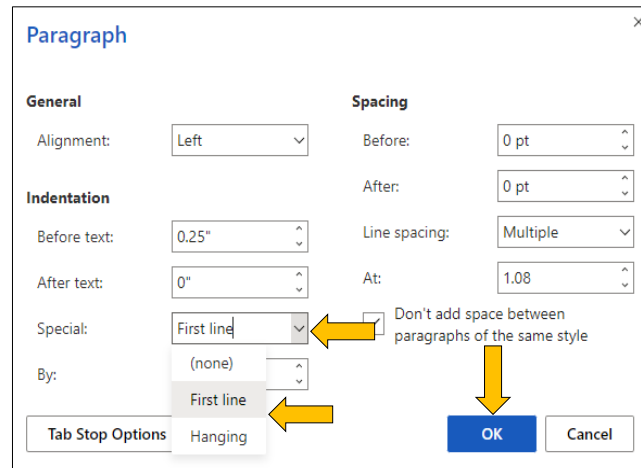 Paragraph
General
Alignment:
Left
Indentation
Before text:
0.25"
After text:
0"
Special:
First line
(none)
First line
Hanging
By:
Tab Stop Options
Spacing
Before:
0 pt
After:
0 pt
Line spacing:
Multiple
At:
1.08
Don't add space between
paragraphs of the same style
OK
Cancel